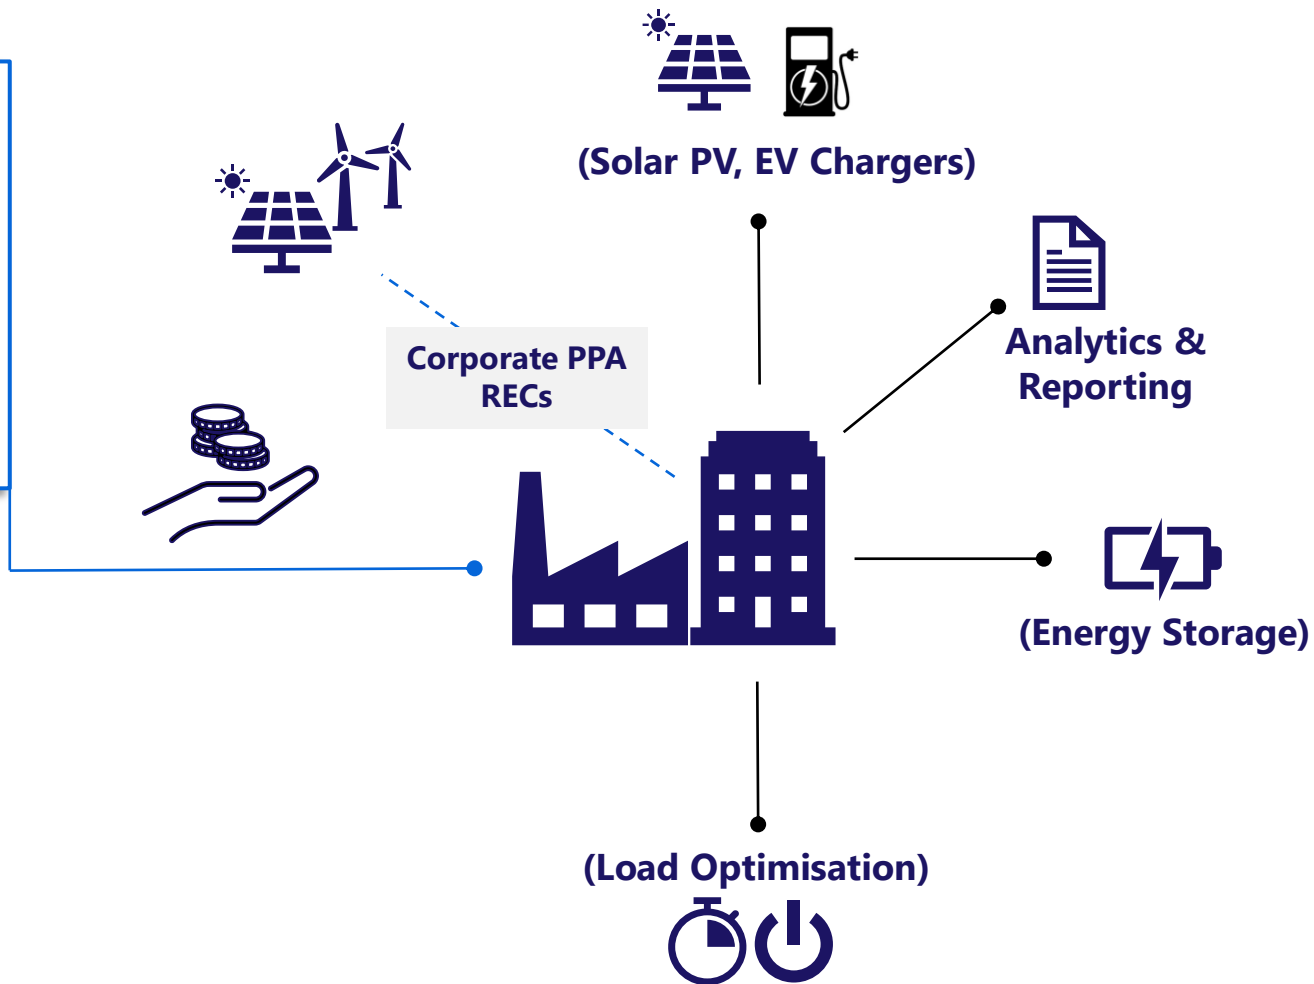 (Solar PV, EV Chargers)
Analytics &
Reporting
Corporate PPA
RECs
(Energy Storage)
(Load Optimisation)